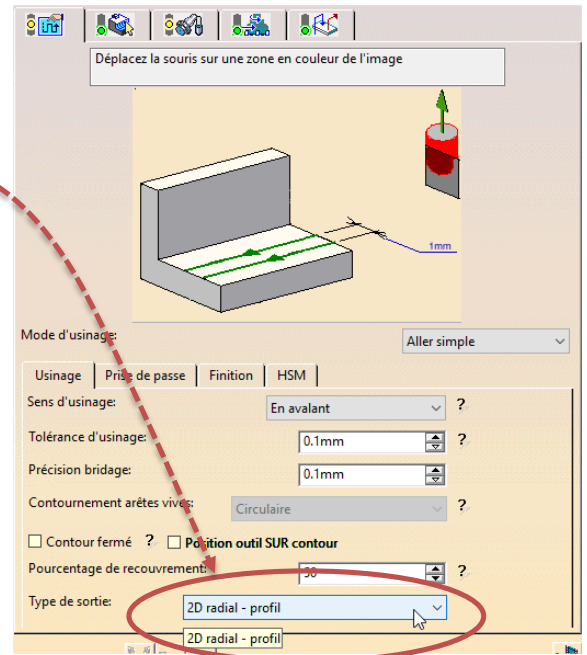 Déplacez la souris sur une zone en couleur de l'image
1mm
Mode d'usinage:
Aller simple
Usinage
Prise de passe
Finition
HSM
Sens d'usinage:
En avalant
?
Tolérance d'usinage:
0.1mm
?
Précision bridage:
0.1mm
Contournement arêtes vives:
Circulaire
?
Contour fermé ?
Position outil SUR contour
Pourcentage de recouvrement:
50
?
Type de sortie:
2D radial - profil
2D radial - profil